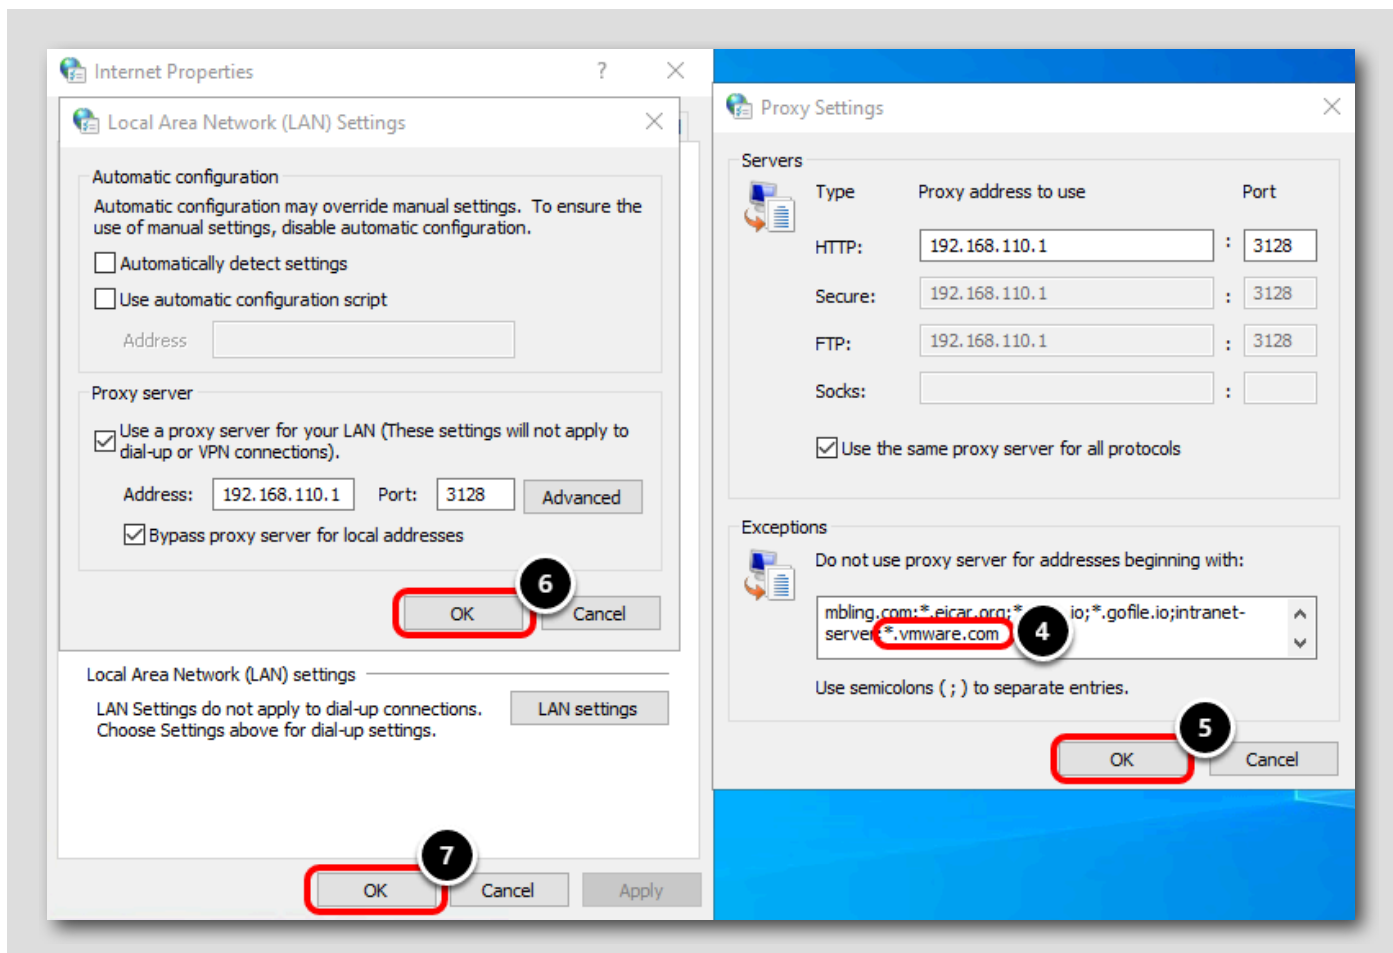 Internet Properties
?
Local Area Network (LAN) Settings
Automatic configuration
Automatic configuration may override manual settings. To ensure the
use of manual settings, disable automatic configuration.
Automatically detect settings
Use automatic configuration script
Address
Proxy server
Use a proxy server for your LAN (These settings will not apply to
dial-up or VPN connections).
Address: 192.168.110.1 Port: 3128 Advanced
Bypass proxy server for local addresses
6
OK Cancel
Local Area Network (LAN) settings
LAN Settings do not apply to dial-up connections.
Choose Settings above for dial-up settings.
LAN settings
7
OK Cancel Apply
Proxy Settings
Servers
Type Proxy address to use Port
HTTP: 192.168.110.1 : 3128
Secure: 192.168.110.1 : 3128
FTP: 192.168.110.1 : 3128
Socks: :
Use the same proxy server for all protocols
Exceptions
Do not use proxy server for addresses beginning with:
mbling.com;*.eicar.org;* io;*.gofile.io;intranet-
server;*.vmware.com
4
Use semicolons ( ; ) to separate entries.
5
OK Cancel